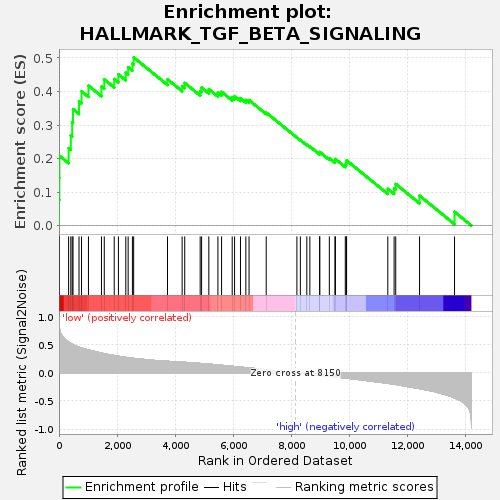 Enrichment plot:
HALLMARK_TGF_BETA_SIGNALING
Enrichment score (ES)
0.5
0.4
0.3
0.2
0.1
0.0
Ranked list metric (Signal2Noise)
1.0
0.5
0.0
-0.5
-1.0
'low' (positively correlated)
Zero cross at 8150
'high' (negatively correlated)
0 2,000 4,000 6,000 8,000 10,000 12,000 14,000
Rank in Ordered Dataset
Enrichment profile Hits Ranking metric scores